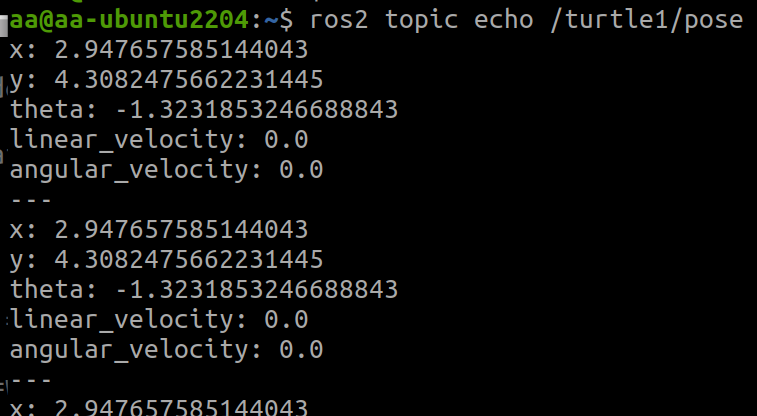 aa@aa-ubuntu2204:~$ ros2 topic echo /turtle1/pose
x: 2.947657585144043
y: 4.3082475662231445
theta: -1.3231853246688843
linear_velocity: 0.0
angular_velocity: 0.0
---
x: 2.947657585144043
y: 4.3082475662231445
theta: -1.3231853246688843
linear_velocity: 0.0
angular_velocity: 0.0
---
x: 2.947657585144043